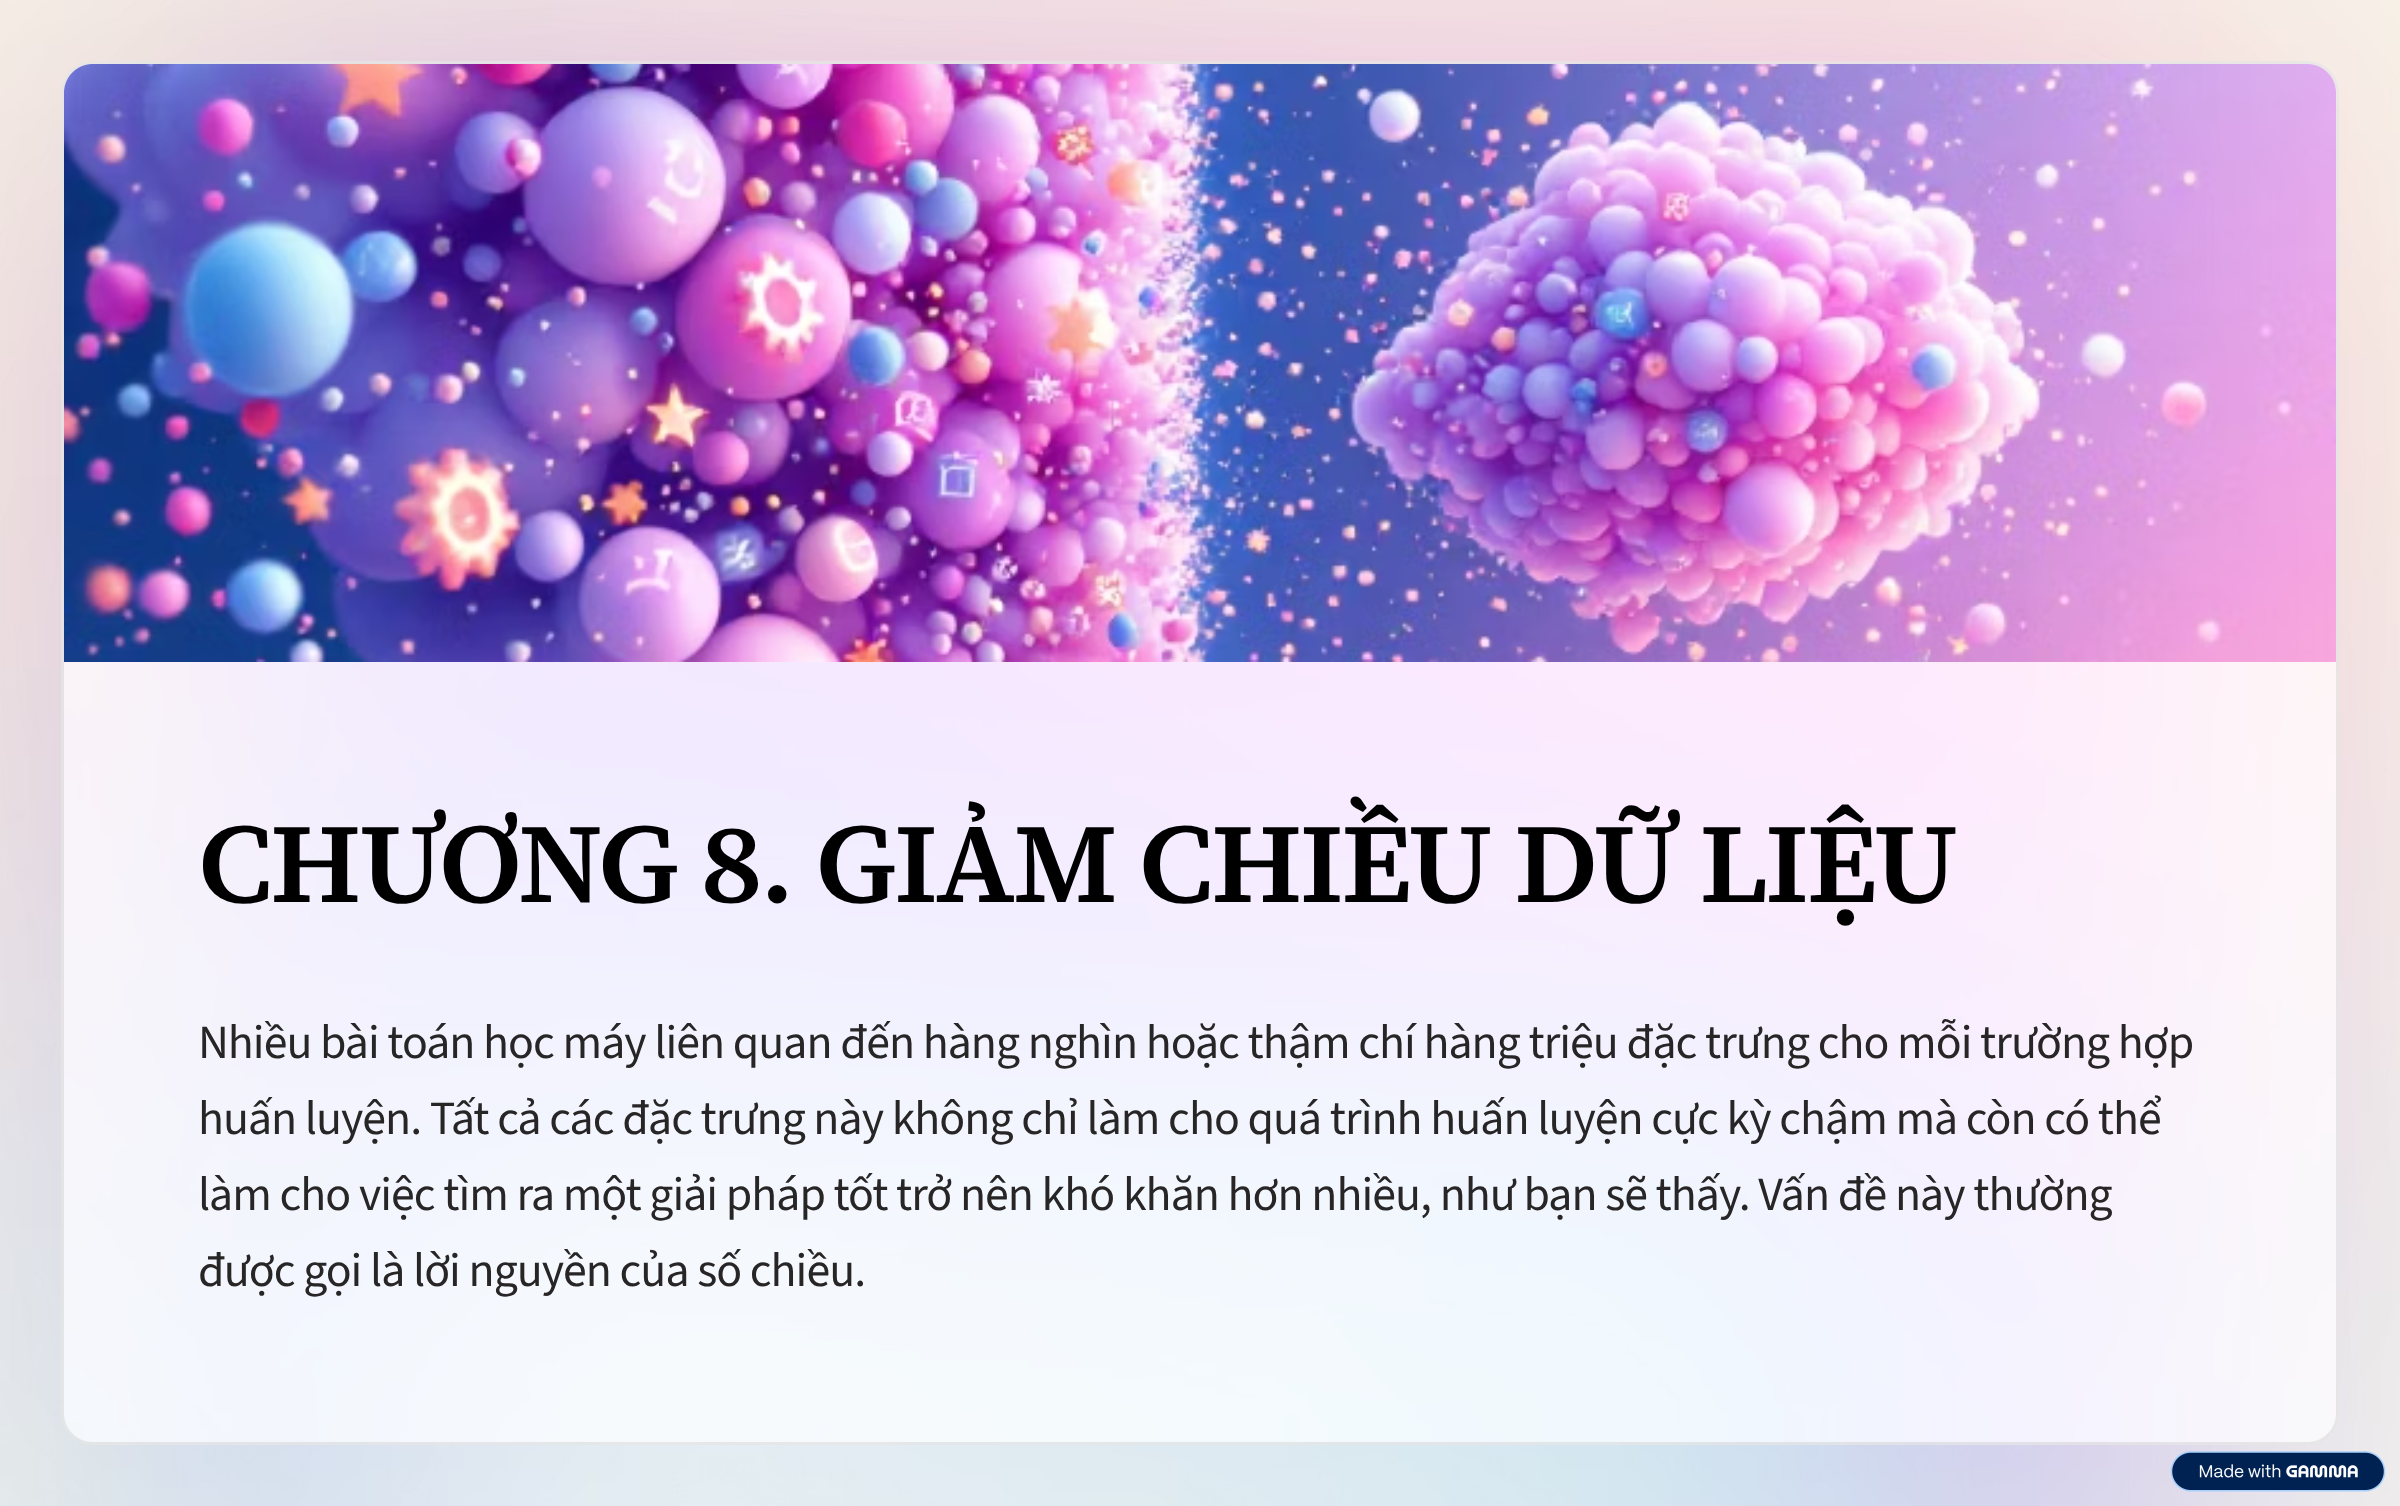 CHƯƠNG 8. GIẢM CHIỀU DỮ LIỆU
Nhiều bài toán học máy liên quan đến hàng nghìn hoặc thậm chí hàng triệu đặc trưng cho mỗi trường hợp
huấn luyện. Tất cả các đặc trưng này không chỉ làm cho quá trình huấn luyện cực kỳ chậm mà còn có thể
làm cho việc tìm ra một giải pháp tốt trở nên khó khăn hơn nhiều, như bạn sẽ thấy. Vấn đề này thường
được gọi là lời nguyền của số chiều.
Made with GAMMA